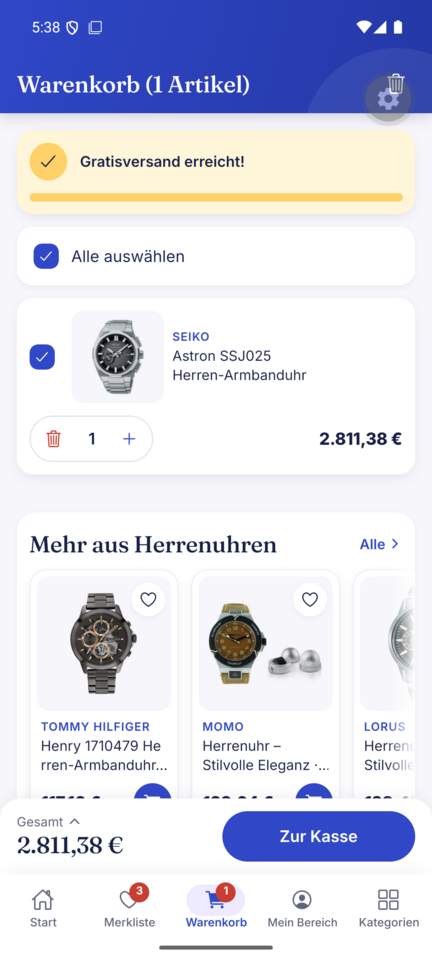 5:38
Warenkorb (1 Artikel)
Gratisversand erreicht!
Alle auswählen
SEIKO
Astron SSJ025
Herren-Armbanduhr
1
2.811,38 €
Mehr aus Herrenuhren
Alle
TOMMY HILFIGER
Henry 1710479 He
rren-Armbanduhr...
MOMO
Herrenuhr –
Stilvolle Eleganz ·...
LORUS
Herren
Stilvolle
Gesamt
2.811,38 €
Zur Kasse
3
1
Start
Merkliste
Warenkorb
Mein Bereich
Kategorien